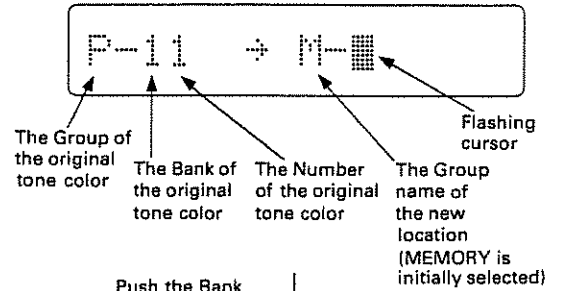 P-11 → M-
Flashing
cursor
The Group of
the original
tone color
The Bank of
the original
tone color
The Number
of the original
tone color
The Group
name of
the new
location
(MEMORY is
initially selected)
Push the Bank